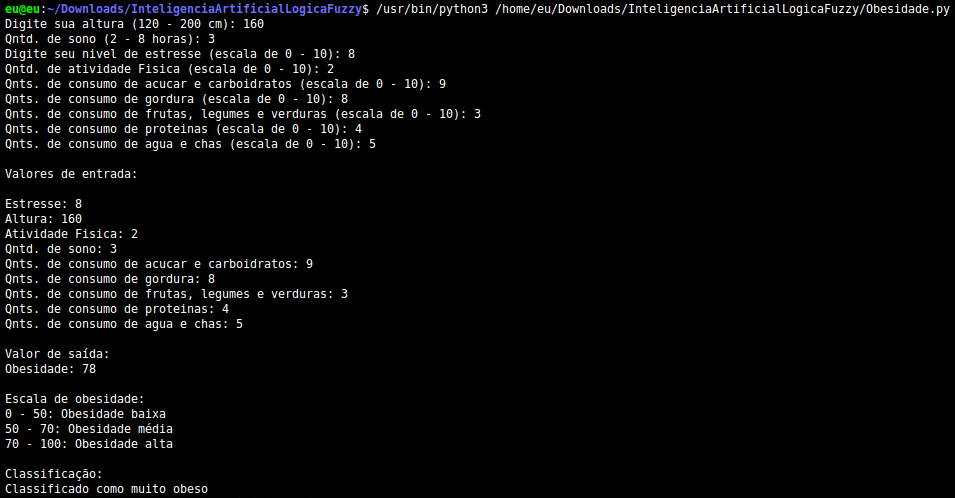 eu@eu:~/Downloads/InteligenciaArtificialLogicaFuzzy$ /usr/bin/python3 /home/eu/Downloads/InteligenciaArtificialLogicaFuzzy/Obesidade.py
Digite sua altura (120 - 200 cm): 160
Qntd. de sono (2 - 8 horas): 3
Digite seu nivel de estresse (escala de 0 - 10): 8
Qntd. de atividade Fisica (escala de 0 - 10): 2
Qnts. de consumo de acucar e carboidratos (escala de 0 - 10): 9
Qnts. de consumo de gordura (escala de 0 - 10): 8
Qnts. de consumo de frutas, legumes e verduras (escala de 0 - 10): 3
Qnts. de consumo de proteinas (escala de 0 - 10): 4
Qnts. de consumo de agua e chas (escala de 0 - 10): 5
Valores de entrada:
Estresse: 8
Altura: 160
Atividade Fisica: 2
Qntd. de sono: 3
Qnts. de consumo de acucar e carboidratos: 9
Qnts. de consumo de gordura: 8
Qnts. de consumo de frutas, legumes e verduras: 3
Qnts. de consumo de proteinas: 4
Qnts. de consumo de agua e chas: 5
Valor de saída:
Obesidade: 78
Escala de obesidade:
0 - 50: Obesidade baixa
50 - 70: Obesidade média
70 - 100: Obesidade alta
Classificação:
Classificado como muito obeso